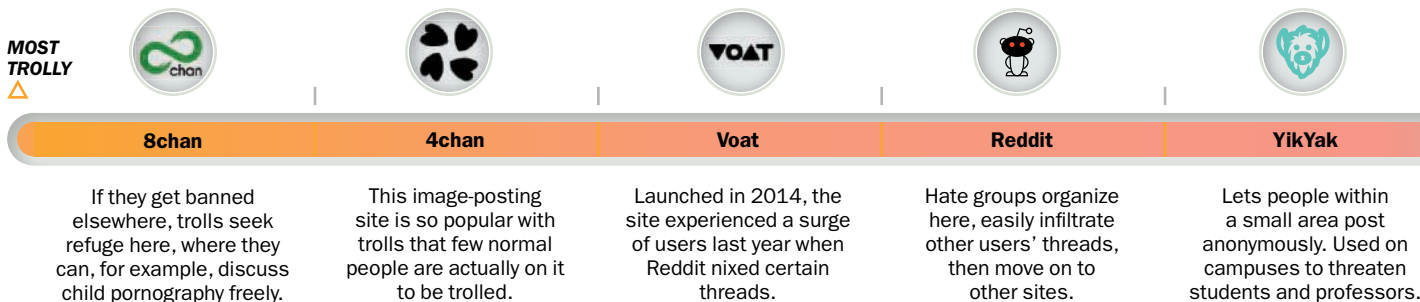 MOST
TROLLY
chan
VOAT
8chan
4chan
Voat
Reddit
YikYak
If they get banned
elsewhere, trolls seek
refuge here, where they
can, for example, discuss
child pornography freely.
This image-posting
site is so popular with
trolls that few normal
people are actually on it
to be trolled.
Launched in 2014, the
site experienced a surge
of users last year when
Reddit nixed certain
threads.
Hate groups organize
here, easily infiltrate
other users’ threads,
then move on to
other sites.
Lets people within
a small area post
anonymously. Used on
campuses to threaten
students and professors.